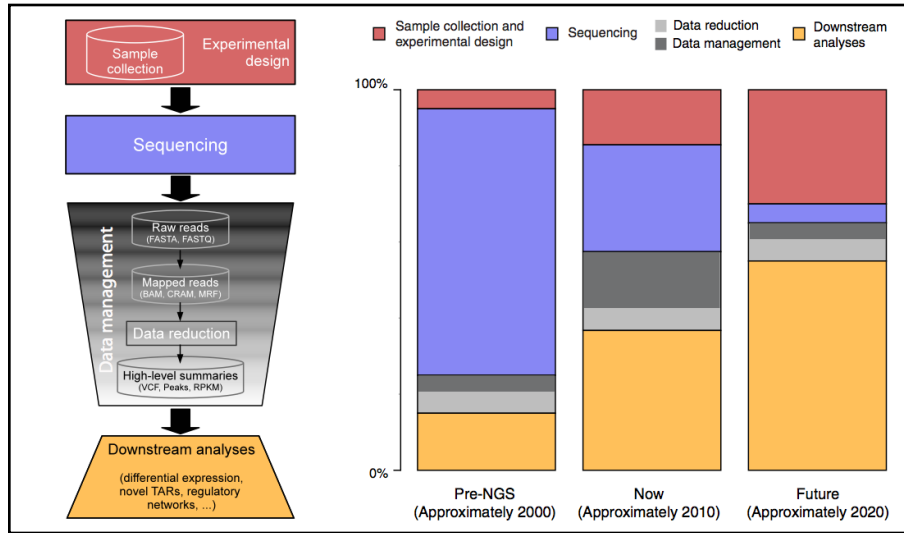 Sample
collection
Experimental
design
Sequencing
Data management
Raw reads
(FASTA, FASTQ)
Mapped reads
(BAM, CRAM, MRF)
Data reduction
High-level summaries
(VCF, Peaks, RPKM)
Downstream analyses
(differential expression,
novel TARs, regulatory
networks, ...)
Sample collection and
experimental design
Sequencing
Data reduction
Data management
Downstream
analyses
100%
0%
Pre-NGS
(Approximately 2000)
Now
(Approximately 2010)
Future
(Approximately 2020)